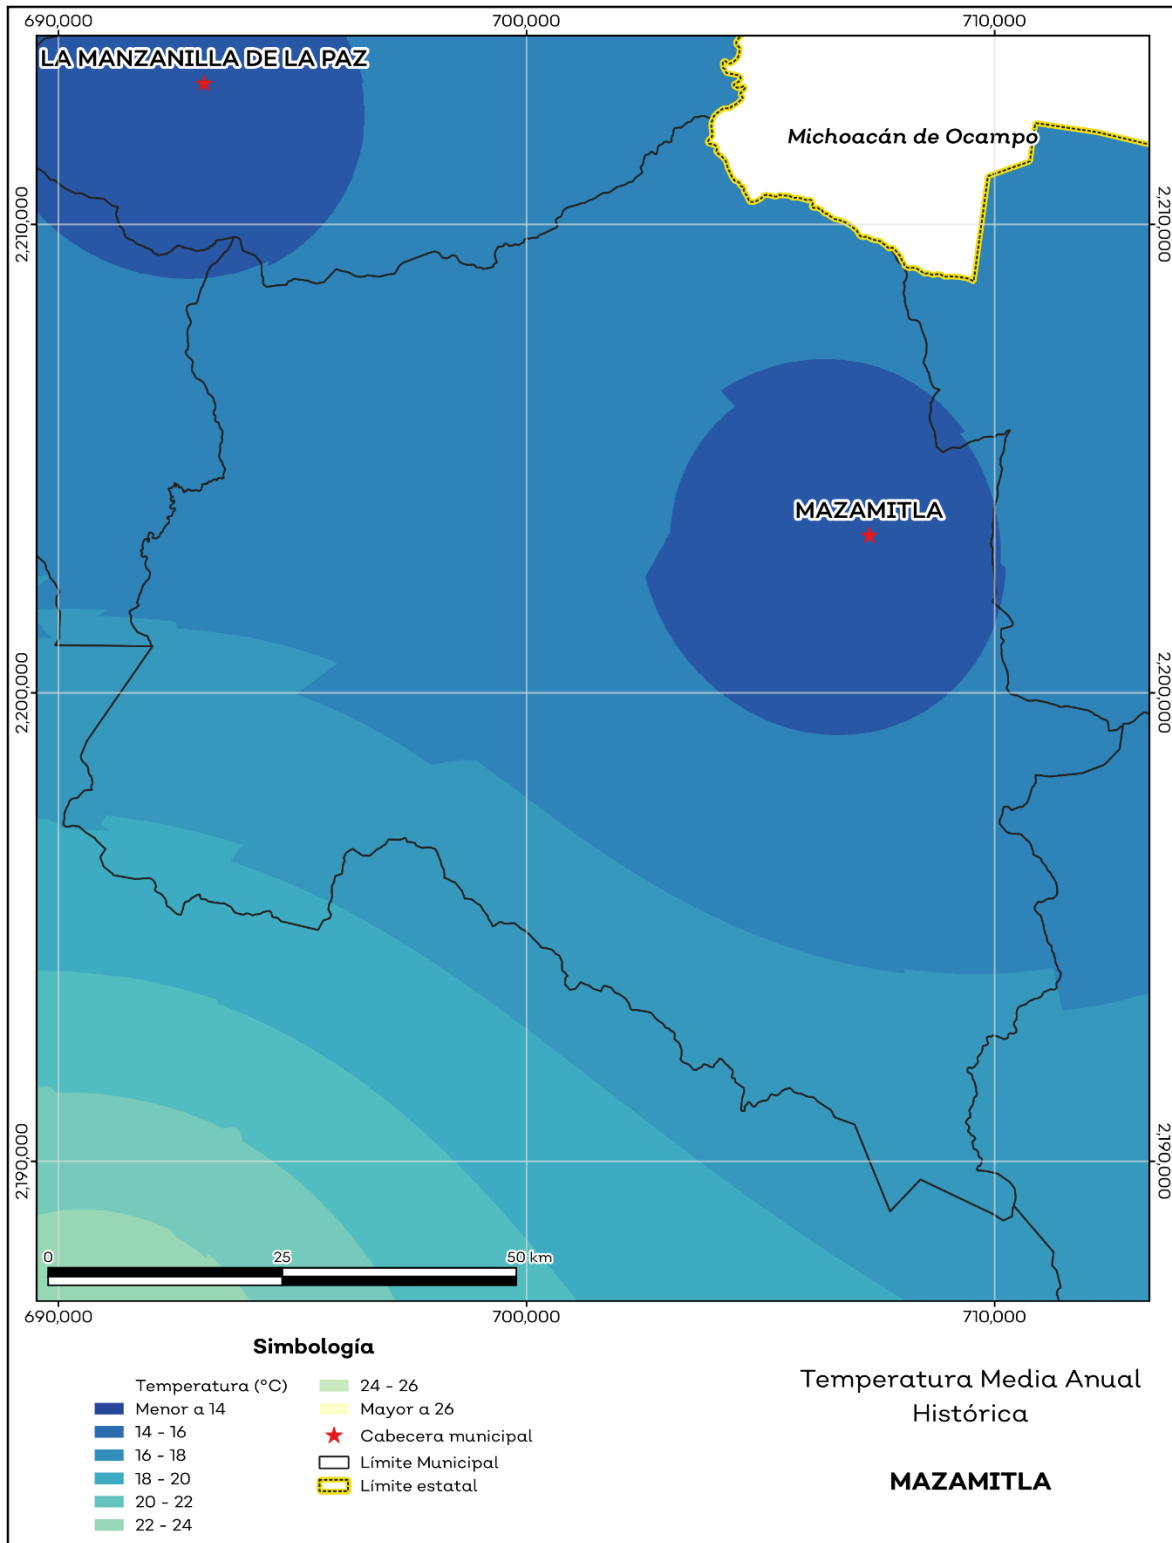 690,000 700,000 710,000
LA MANZANILLA DE LA PAZ
Michoacán de Ocampo
2,210,000 2,210,000
MAZAMITLA
2,200,000 2,200,000
2,190,000 2,190,000
0 25 50 km
690,000 700,000 710,000
Simbología
Temperatura (°C)
Menor a 14
14 - 16
16 - 18
18 - 20
20 - 22
22 - 24
24 - 26
Mayor a 26
Cabecera municipal
Límite Municipal
Límite estatal
Temperatura Media Anual
Histórica
MAZAMITLA